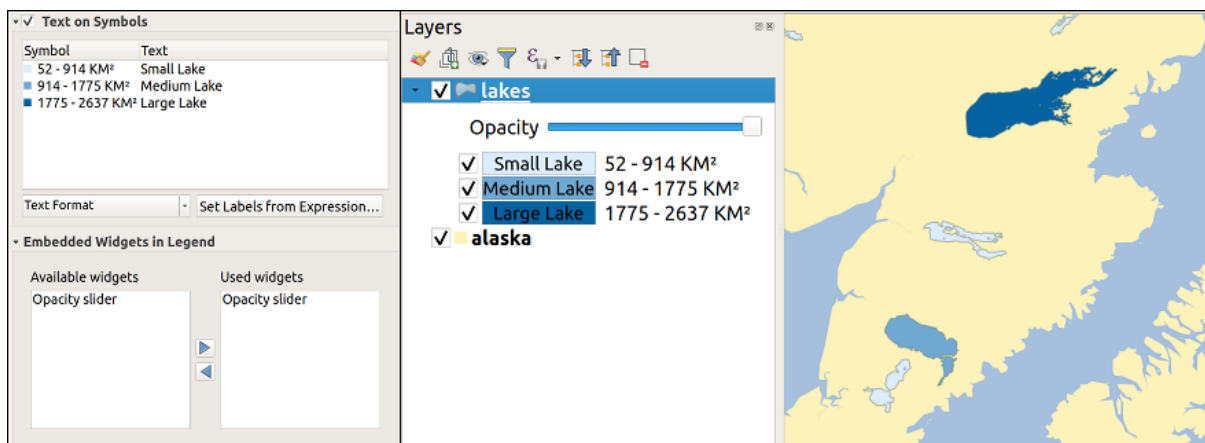 Text on Symbols
Symbol Text
52 - 914 KM² Small Lake
914 - 1775 KM² Medium Lake
1775 - 2637 KM² Large Lake
Text Format
Set Labels from Expression...
Embedded Widgets in Legend
Available widgets
Used widgets
Opacity slider
Opacity slider
Layers
lakes
Opacity
Small Lake 52 - 914 KM²
Medium Lake 914 - 1775 KM²
Large Lake 1775 - 2637 KM²
alaska